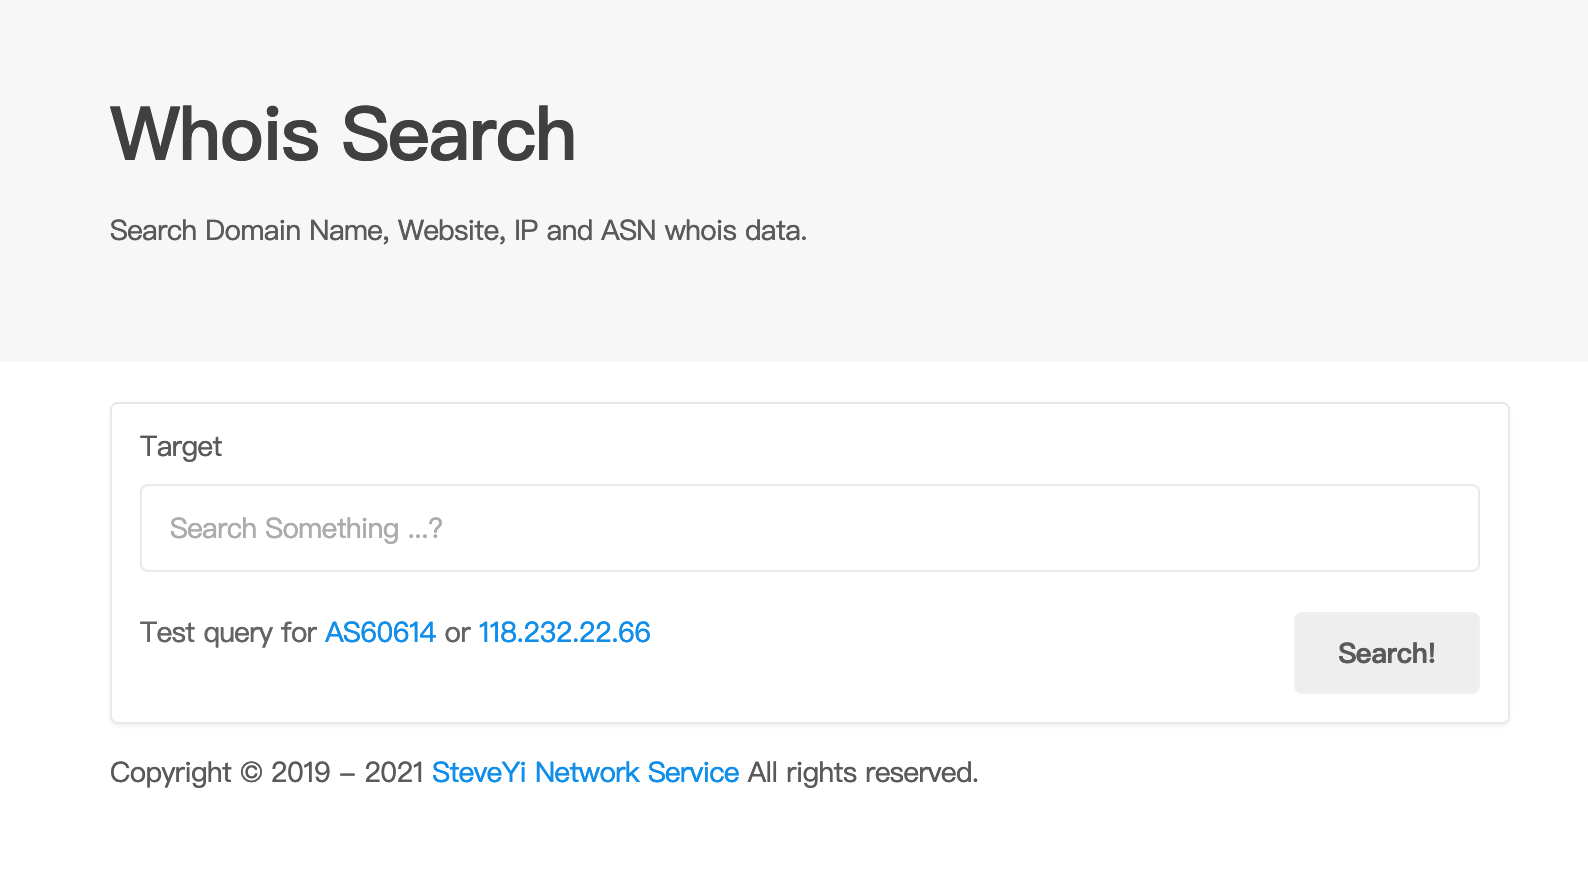 Whois Search
Search Domain Name, Website, IP and ASN whois data.
Target
Search Something ...?
Test query for AS60614 or 118.232.22.66
Search!
Copyright © 2019 - 2021 SteveYi Network Service All rights reserved.